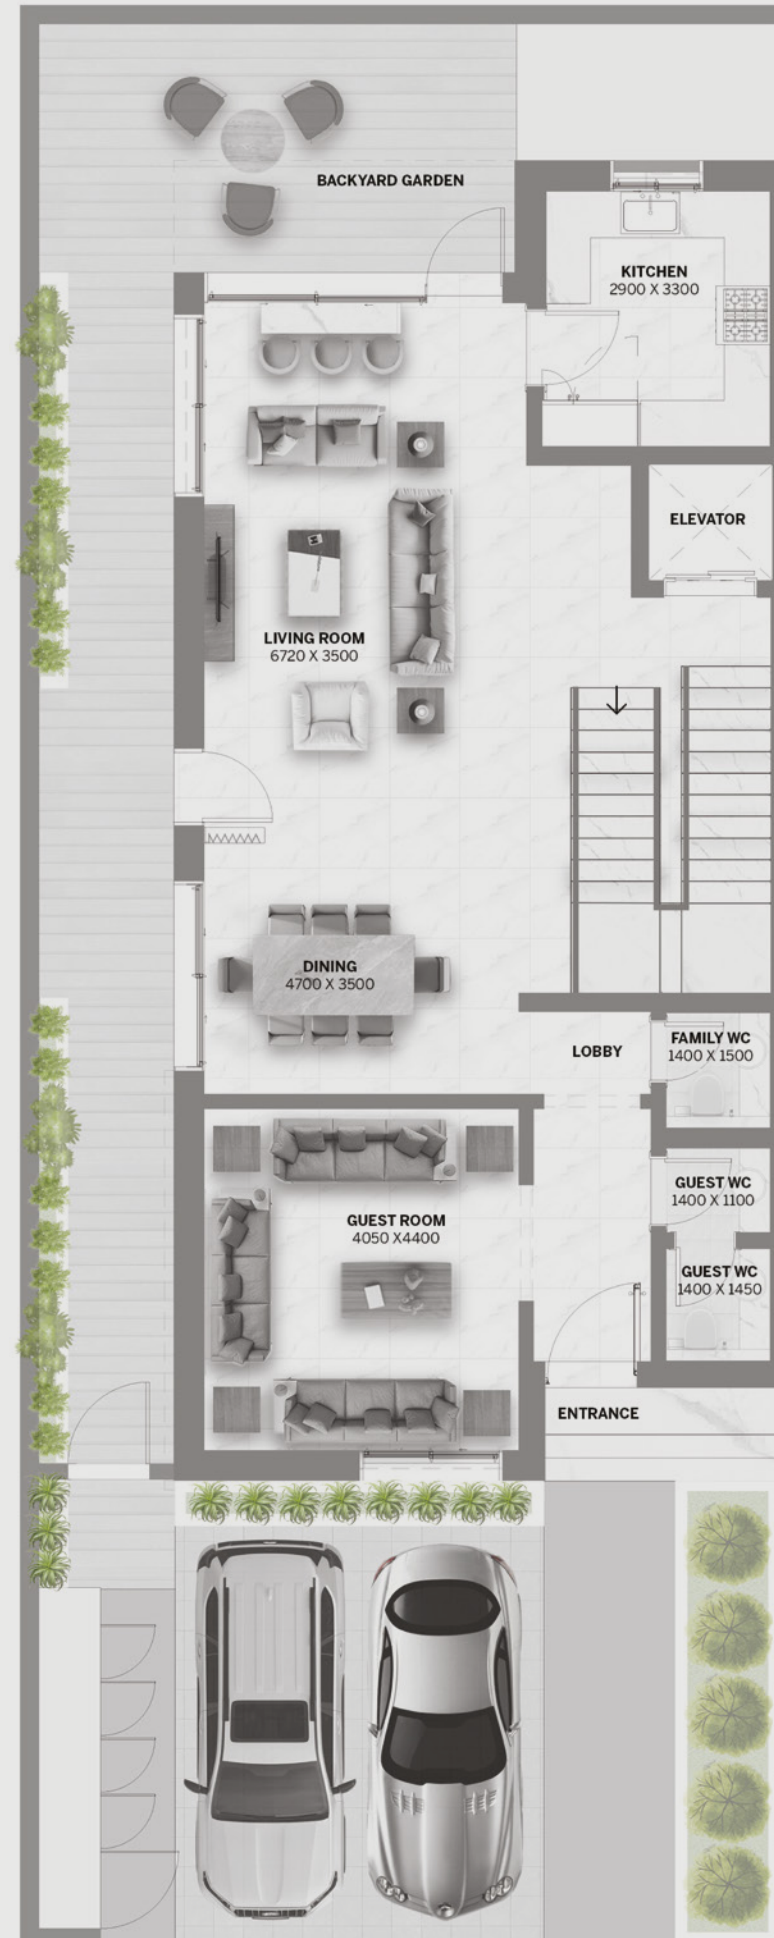 BACKYARD GARDEN
KITCHEN
2900 X 3300
ELEVATOR
LIVING ROOM
6720 X 3500
DINING
4700 X 3500
LOBBY
FAMILY WC
1400 X 1500
GUEST WC
1400 X 1100
GUEST ROOM
4050 X4400
GUEST WC
1400 X 1450
ENTRANCE